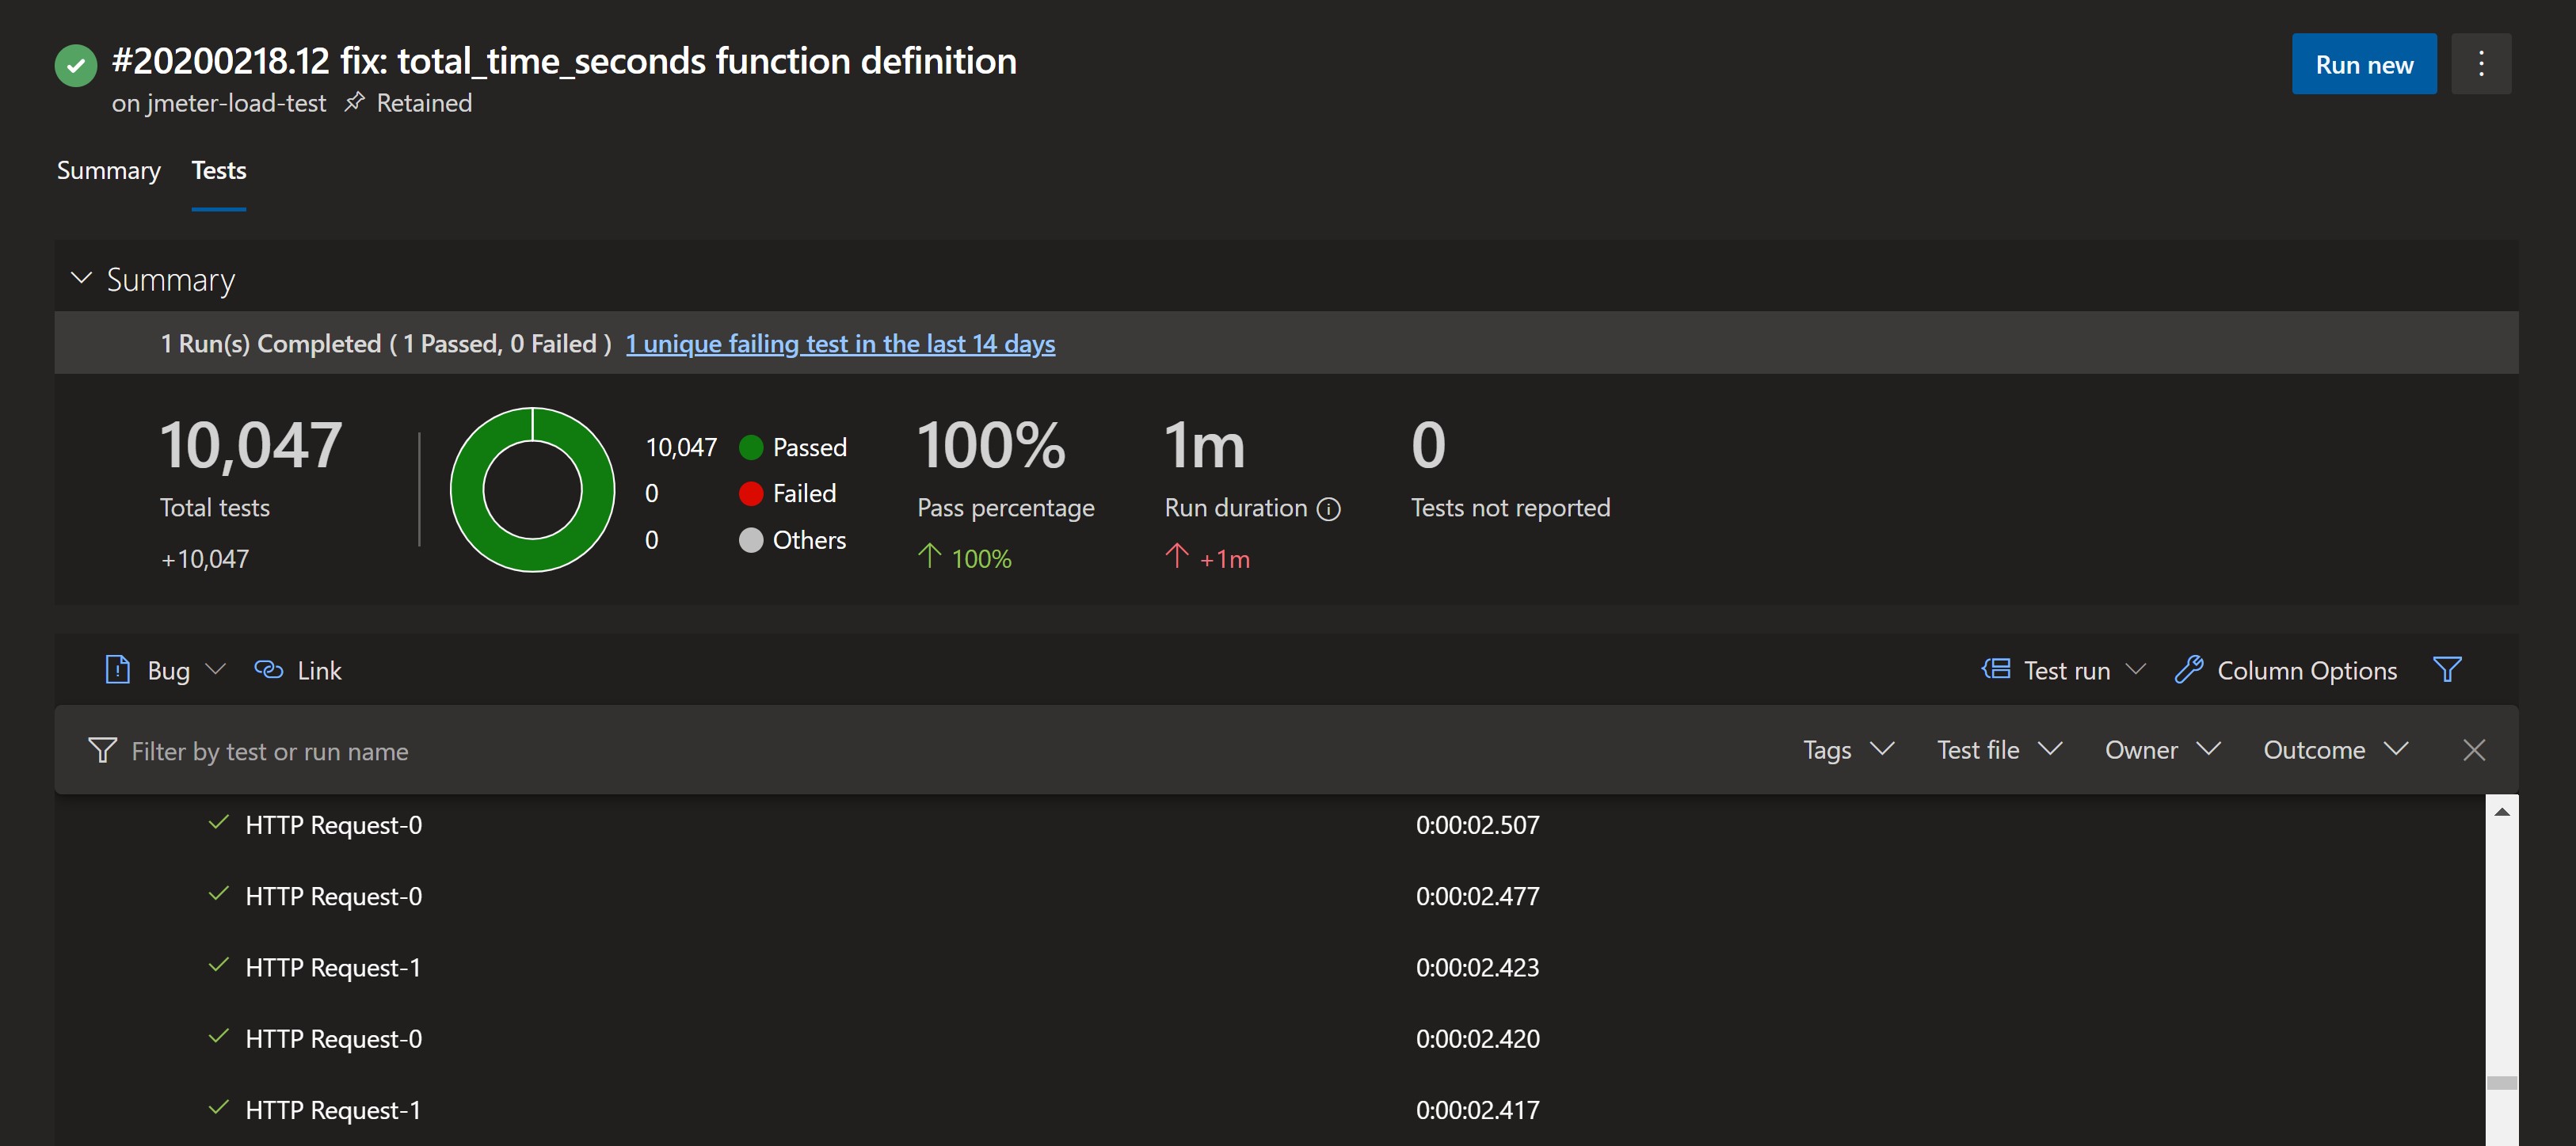 #20200218.12 fix: total_time_seconds function definition
on jmeter-load-test Retained
Run new
Summary Tests
Summary
1 Run(s) Completed ( 1 Passed, 0 Failed ) 1 unique failing test in the last 14 days
10,047
Total tests
+10,047
10,047 Passed
0 Failed
0 Others
100%
Pass percentage
100%
1m
Run duration
+1m
0
Tests not reported
Bug Link Test run Column Options
Filter by test or run name Tags Test file Owner Outcome
HTTP Request-0 0:00:02.507
HTTP Request-0 0:00:02.477
HTTP Request-1 0:00:02.423
HTTP Request-0 0:00:02.420
HTTP Request-1 0:00:02.417